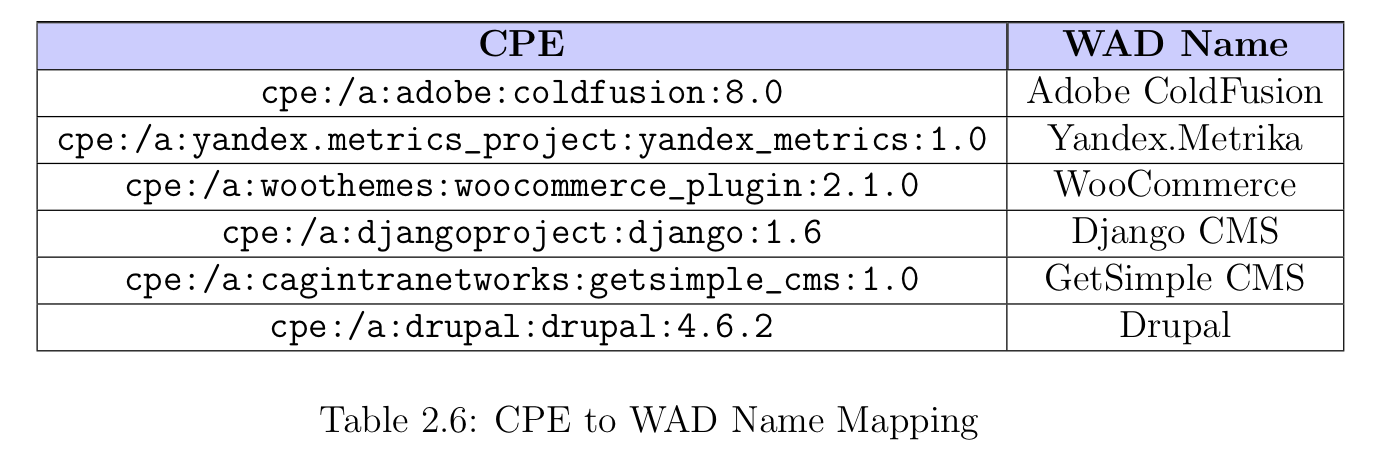 CPE WAD Name
cpe:/a:adobe:coldfusion:8.0 Adobe ColdFusion
cpe:/a:yandex.metrics_project:yandex_metrics:1.0 Yandex.Metrika
cpe:/a:woothemes:woocommerce_plugin:2.1.0 WooCommerce
cpe:/a:djangoproject:django:1.6 Django CMS
cpe:/a:cagintranetworks:getsimple_cms:1.0 GetSimple CMS
cpe:/a:drupal:drupal:4.6.2 Drupal
Table 2.6: CPE to WAD Name Mapping